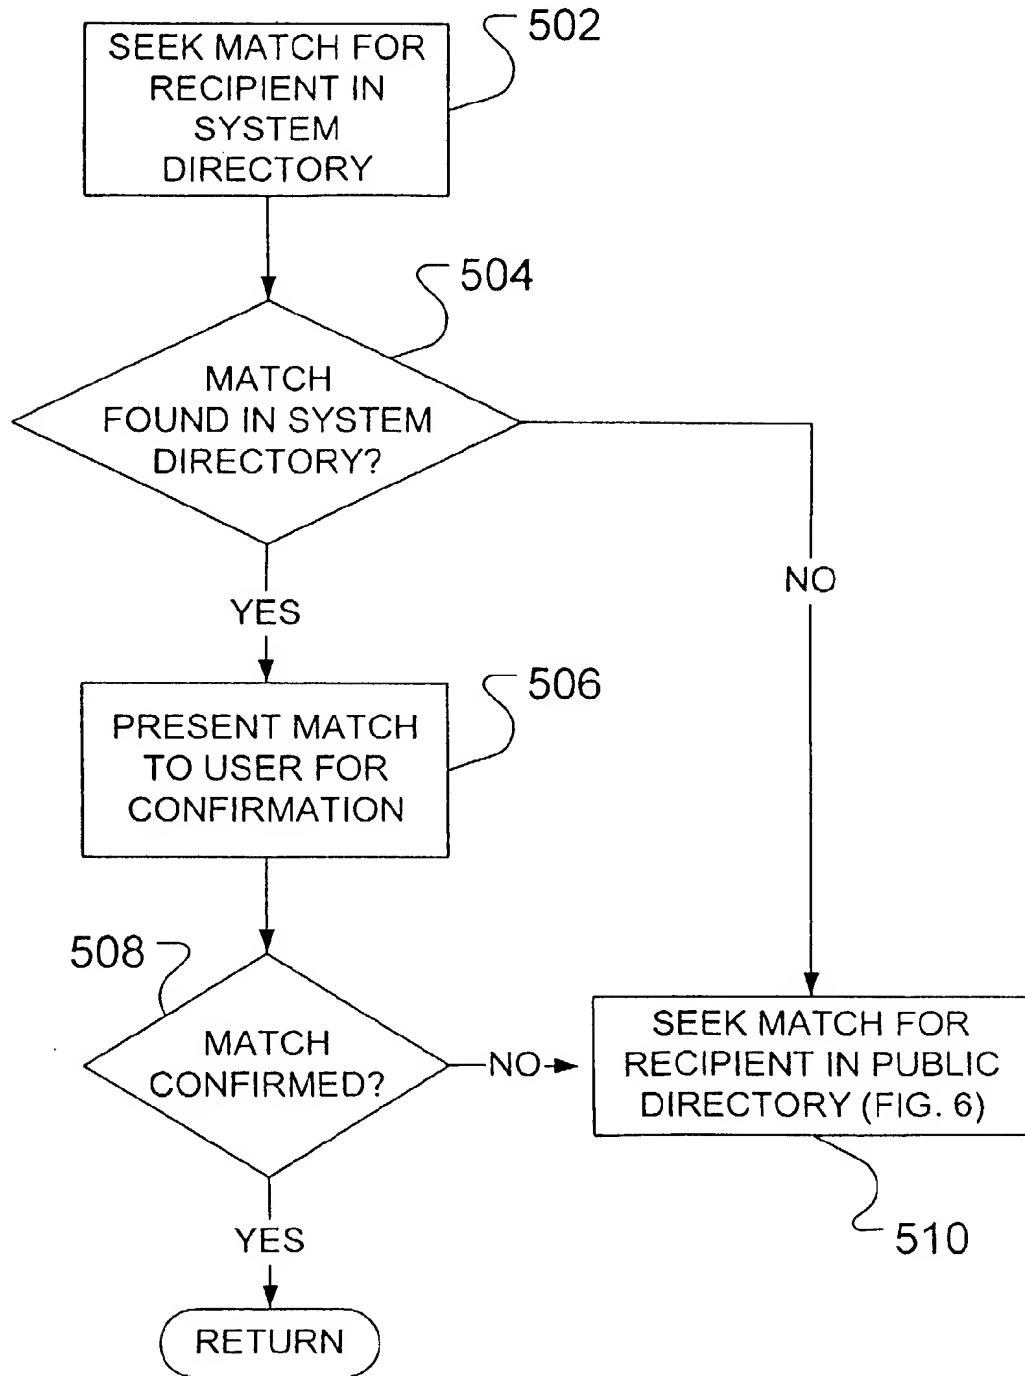 502
SEEK MATCH FOR
RECIPIENT IN
SYSTEM
DIRECTORY
504
MATCH
FOUND IN SYSTEM
DIRECTORY?
NO
YES
506
PRESENT MATCH
TO USER FOR
CONFIRMATION
508
MATCH
CONFIRMED?
NO
SEEK MATCH FOR
RECIPIENT IN PUBLIC
DIRECTORY (FIG. 6)
510
YES
RETURN